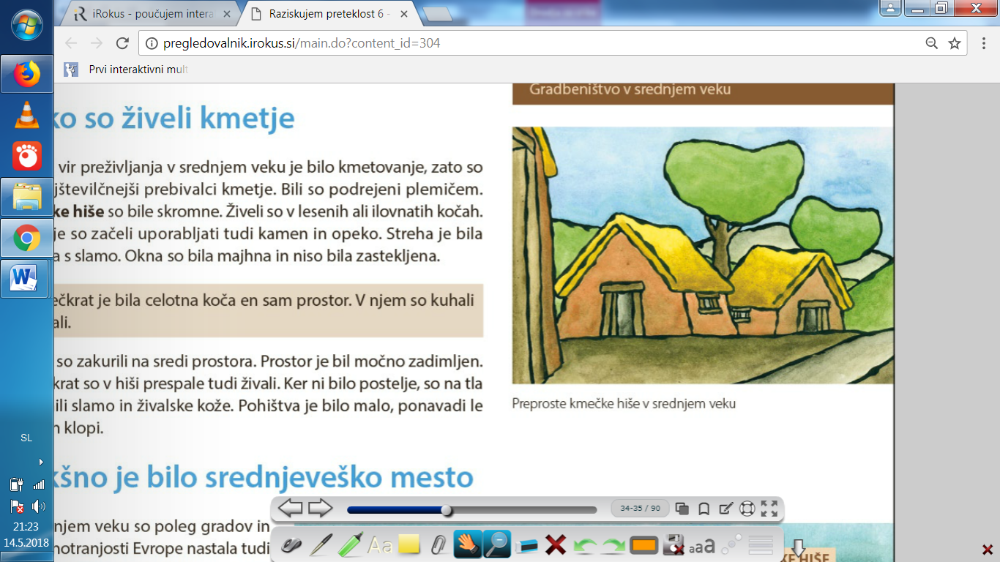 iRokus - poučujem intera
Raziskujem preteklost 6 -
pregledovalnik.irokus.si/main.do?content_id=304
Prvi interaktivni mult
Gradbeništvo v srednjem veku
ko so živeli kmetje
vir preživljanja v srednjem veku je bilo kmetovanje, zato so
jštevilčnejši prebivalci kmetje. Bili so podrejeni plemičem.
ke hiše so bile skromne. Živeli so v lesenih ali ilovnatih kočah.
je so začeli uporabljati tudi kamen in opeko. Streha je bila
a s slamo. Okna so bila majhna in niso bila zastekljena.
ečkrat je bila celotna koča en sam prostor. V njem so kuhali
ali.
so zakurili na sredi prostora. Prostor je bil močno zadimljen.
krat so v hiši prespale tudi živali. Ker ni bilo postelje, so na tla
ili slamo in živalske kože. Pohištva je bilo malo, ponavadi le
n klopi.
Preproste kmečke hiše v srednjem veku
kšno je bilo srednjeveško mesto
njem veku so poleg gradov in
notranjosti Evrope nastala tudi
34-35 / 90
Aa
aaA
KE HIŠE
SL
21:23
14.5.2018